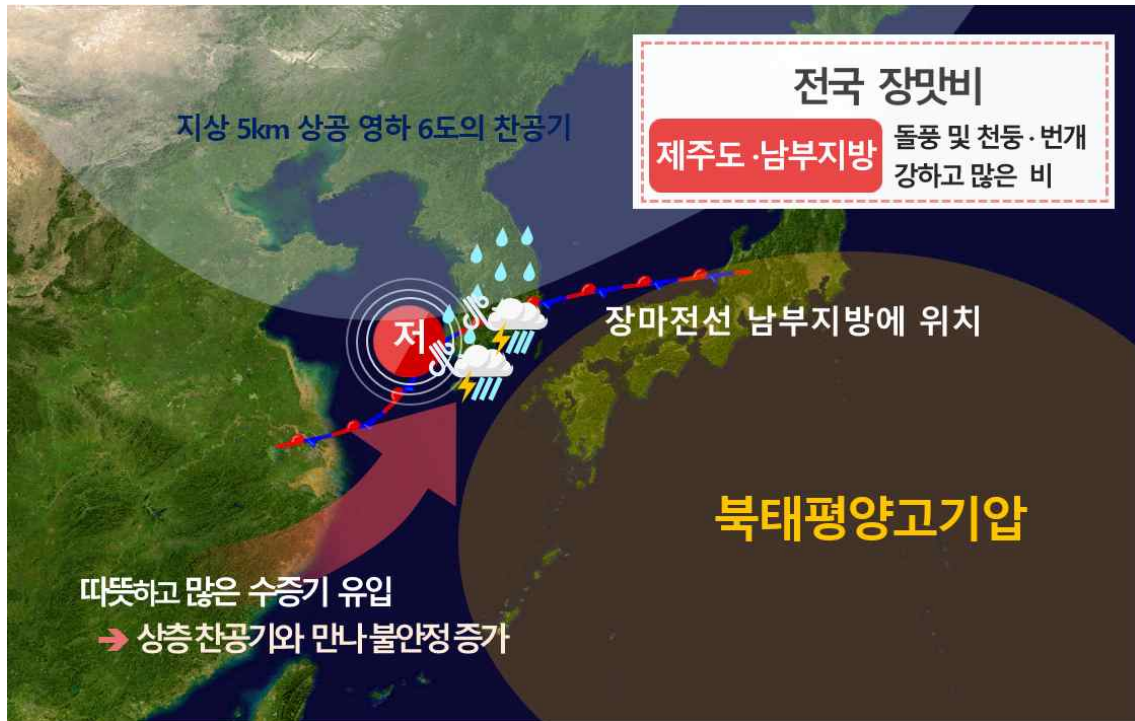 전국 장맛비
제주도·남부지방
돌풍 및 천둥·번개
강하고 많은 비
지상 5km 상공 영하 6도의 찬공기
저
장마전선 남부지방에 위치
북태평양고기압
따뜻하고 많은 수증기 유입
➔ 상층 찬공기와 만나 불안정 증가